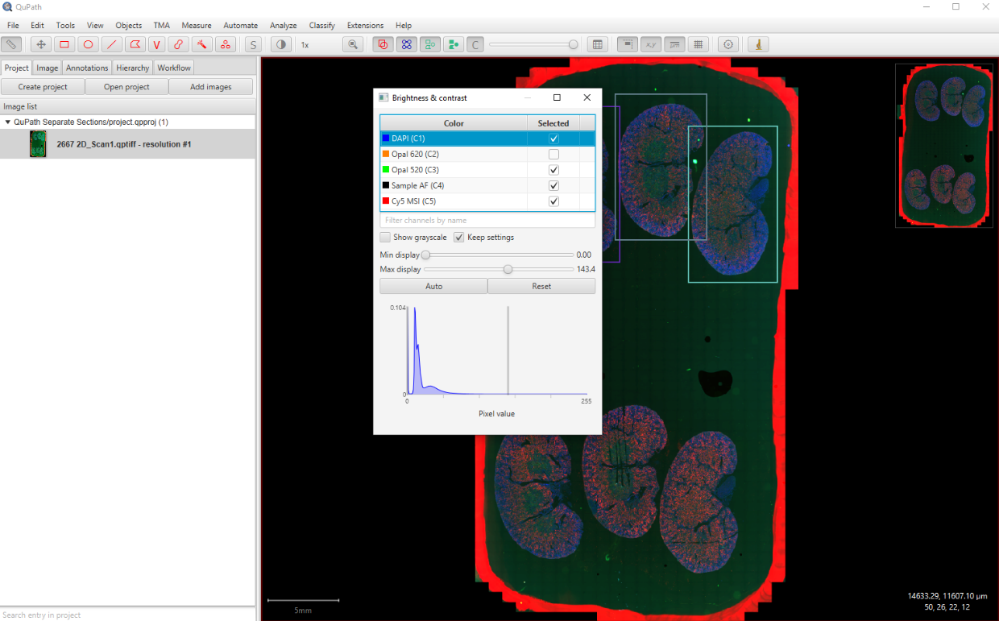 QuPath
File Edit Tools View Objects TMA Measure Automate Analyze Classify Extensions Help
V S 1x C x,y
Project Image Annotations Hierarchy Workflow
Create project Open project Add images
Image list
QuPath Separate Sections/project.qpproj (1)
2667 2D_Scan1.qptiff - resolution #1
Search entry in project
Brightness & contrast
Color Selected
DAPI (C1)
Opal 620 (C2)
Opal 520 (C3)
Sample AF (C4)
Cy5 MSI (C5)
Filter channels by name
Show grayscale Keep settings
Min display 0.00
Max display 143.4
Auto Reset
0.104
0
0 255
Pixel value
5mm
14633.29, 11607.10 µm
50, 26, 22, 12